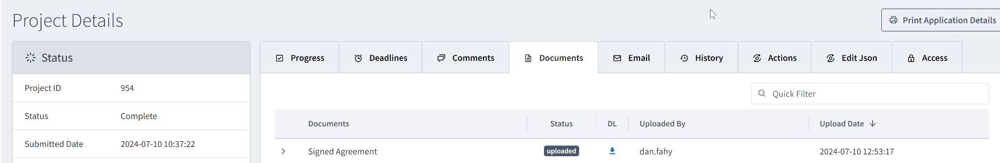 Project Details
Print Application Details
Status
Project ID 954
Status Complete
Submitted Date 2024-07-10 10:37:22
Progress Deadlines Comments Documents Email History Actions Edit Json Access
Quick Filter
Documents Status DL Uploaded By Upload Date
Signed Agreement uploaded dan.fahy 2024-07-10 12:53:17